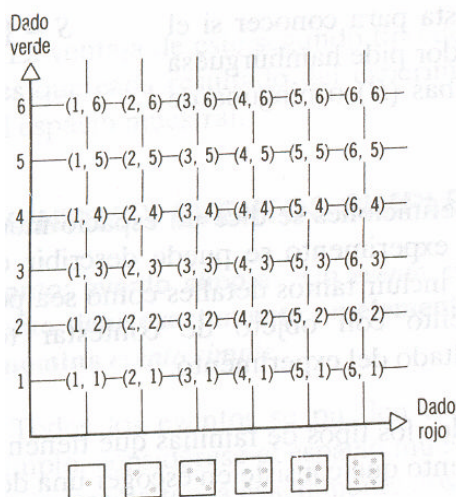 Dado
verde
6 (1, 6) (2, 6) (3, 6) (4, 6) (5, 6) (6, 6)
5 (1, 5) (2, 5) (3, 5) (4, 5) (5, 5) (6, 5)
4 (1, 4) (2, 4) (3, 4) (4, 4) (5, 4) (6, 4)
3 (1, 3) (2, 3) (3, 3) (4, 3) (5, 3) (6, 3)
2 (1, 2) (2, 2) (3, 2) (4, 2) (5, 2) (6, 2)
1 (1, 1) (2, 1) (3, 1) (4, 1) (5, 1) (6, 1)
Dado
rojo